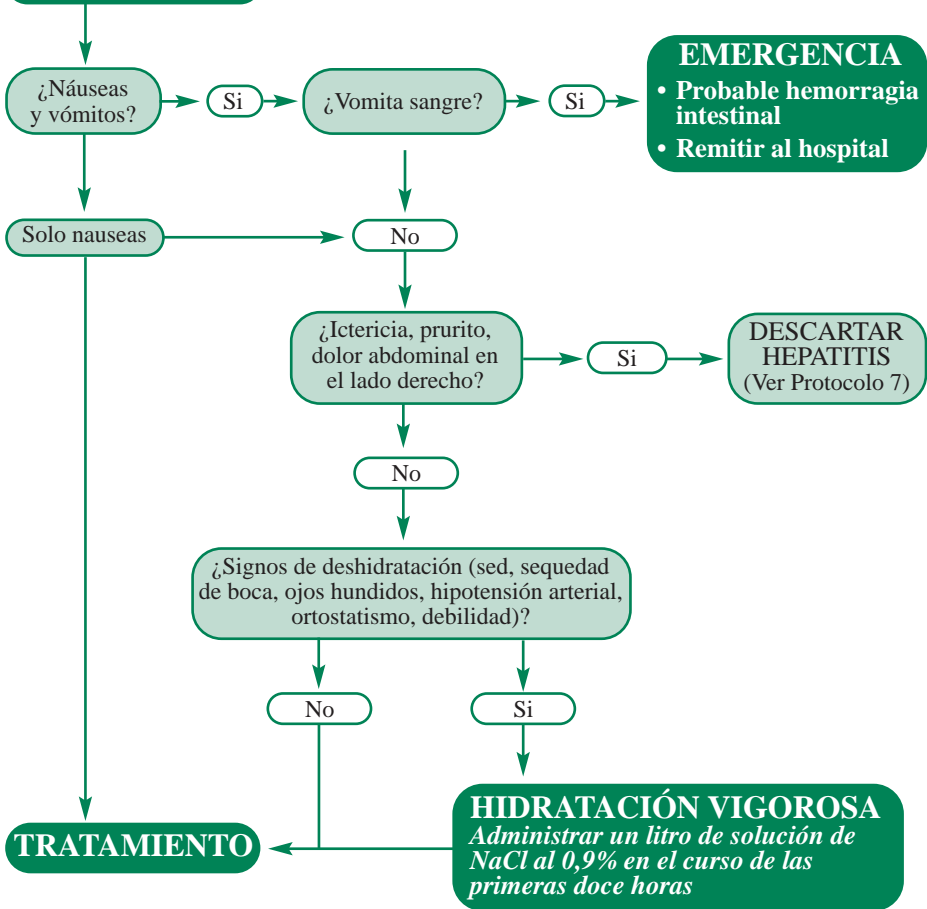 ¿Náuseas
y vómitos?
Si
¿Vomita sangre?
Si
EMERGENCIA
• Probable hemorragia
intestinal
• Remitir al hospital
Solo nauseas
No
¿Ictericia, prurito,
dolor abdominal en
el lado derecho?
Si
DESCARTAR
HEPATITIS
(Ver Protocolo 7)
No
¿Signos de deshidratación (sed, sequedad
de boca, ojos hundidos, hipotensión arterial,
ortostatismo, debilidad)?
No
Si
TRATAMIENTO
HIDRATACIÓN VIGOROSA
Administrar un litro de solución de
NaCl al 0,9% en el curso de las
primeras doce horas